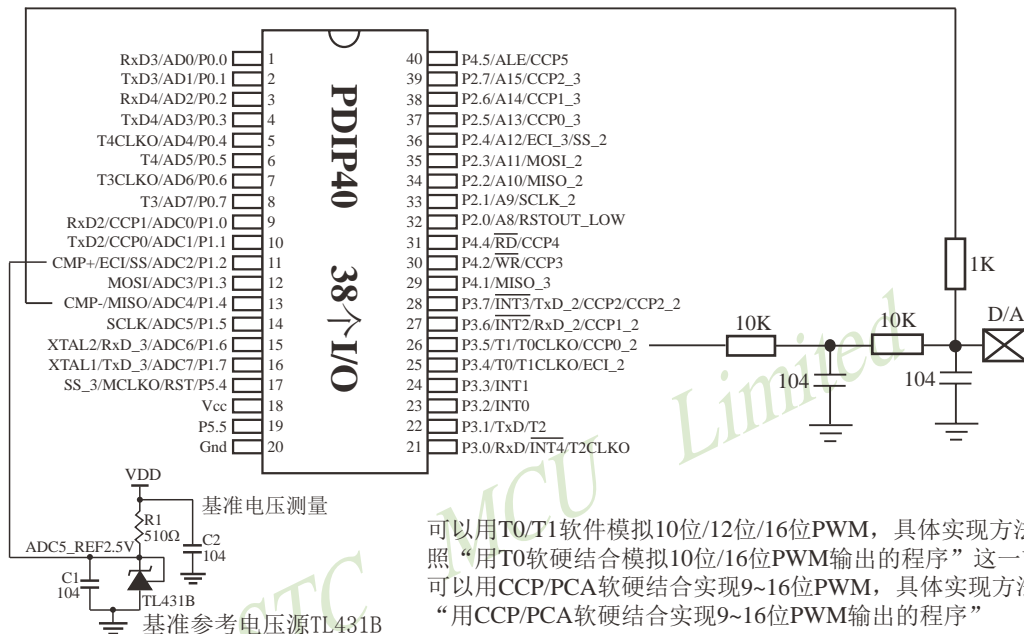 RxD3/AD0/P0.0 1
TxD3/AD1/P0.1 2
RxD4/AD2/P0.2 3
TxD4/AD3/P0.3 4
T4CLKO/AD4/P0.4 5
T4/AD5/P0.5 6
T3CLKO/AD6/P0.6 7
T3/AD7/P0.7 8
RxD2/CCP1/ADC0/P1.0 9
TxD2/CCP0/ADC1/P1.1 10
CMP+/ECI/SS/ADC2/P1.2 11
MOSI/ADC3/P1.3 12
CMP-/MISO/ADC4/P1.4 13
SCLK/ADC5/P1.5 14
XTAL2/RxD_3/ADC6/P1.6 15
XTAL1/TxD_3/ADC7/P1.7 16
SS_3/MCLKO/RST/P5.4 17
Vcc 18
P5.5 19
Gnd 20
PDIP40 38个I/O
40 P4.5/ALE/CCP5
39 P2.7/A15/CCP2_3
38 P2.6/A14/CCP1_3
37 P2.5/A13/CCP0_3
36 P2.4/A12/ECI_3/SS_2
35 P2.3/A11/MOSI_2
34 P2.2/A10/MISO_2
33 P2.1/A9/SCLK_2
32 P2.0/A8/RSTOUT_LOW
31 P4.4/RD/CCP4
30 P4.2/WR/CCP3
29 P4.1/MISO_3
28 P3.7/INT3/TxD_2/CCP2/CCP2_2
27 P3.6/INT2/RxD_2/CCP1_2
26 P3.5/T1/T0CLKO/CCP0_2
25 P3.4/T0/T1CLKO/ECI_2
24 P3.3/INT1
23 P3.2/INT0
22 P3.1/TxD/T2
21 P3.0/RxD/INT4/T2CLKO
1K
10K
10K
D/A
104
104
VDD
基准电压测量
R1
510Ω
C2
104
ADC5_REF2.5V
C1
104
TL431B
基准参考电压源TL431B
可以用T0/T1软件模拟10位/12位/16位PWM，具体实现方法
照“用T0软硬结合模拟10位/16位PWM输出的程序”这一
可以用CCP/PCA软硬结合实现9~16位PWM，具体实现方法
“用CCP/PCA软硬结合实现9~16位PWM输出的程序”
STC MCU Limited